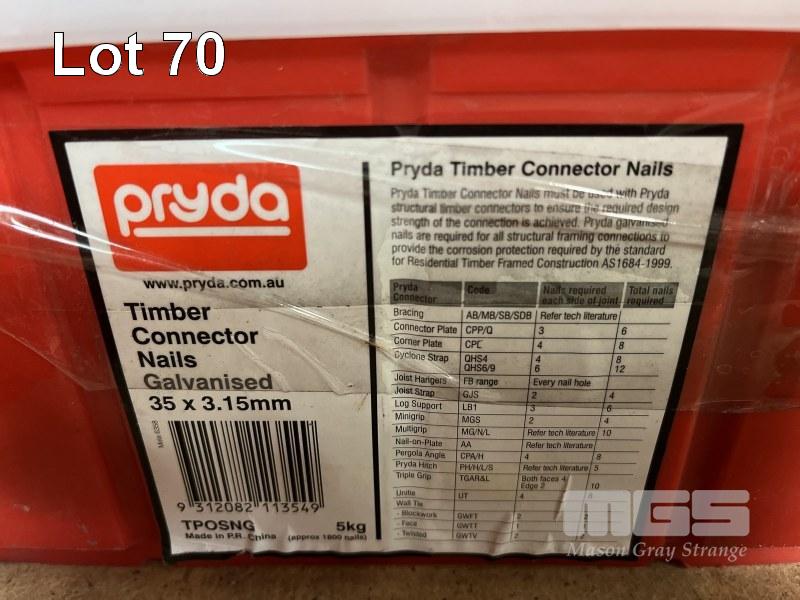 Lot 70
pryda
www.pryda.com.au
Timber
Connector
Nails
Galvanised
35 x 3.15mm
9 312082 113549
TPOSNG 5kg
Made in P.R. China (approx 1800 nails)
Pryda Timber Connector Nails
Pryda Timber Connector Nails must be used with Pryda
structural timber connectors to ensure the required design
strength of the connection is achieved. Pryda galvanised
nails are required for all structural framing connections to
provide the corrosion protection required by the standard
for Residential Timber Framed Construction AS1684-1999.
Pryda Connector Code Nails required each side of joint Total nails required
Bracing AB/MB/SB/SDB Refer tech literature
Connector Plate CPP/Q 3 6
Corner Plate 4 8
Cyclone Strap QHS4 4 8
QHS6/9 6 12
Joist Hangers FB range Every nail hole
Joist Strap GJS 2 4
Log Support LB1 3 6
Minigrip MGS 2 4
Multigrip MG/N/L Refer tech literature 10
Nail-on-Plate AA Refer tech literature
Pergola Angle CPA/H 4 8
Pryda Hitch PH/H/L/S Refer tech literature 5
Triple Grip TGAR&L Both faces 4
Edge 2 10
Unitie UT 4 8
Wall Tie
- Blockwork GWFT 2
- Face GWTT 1
- Twisted GWTV 2
MGS
Mason Gray Strange